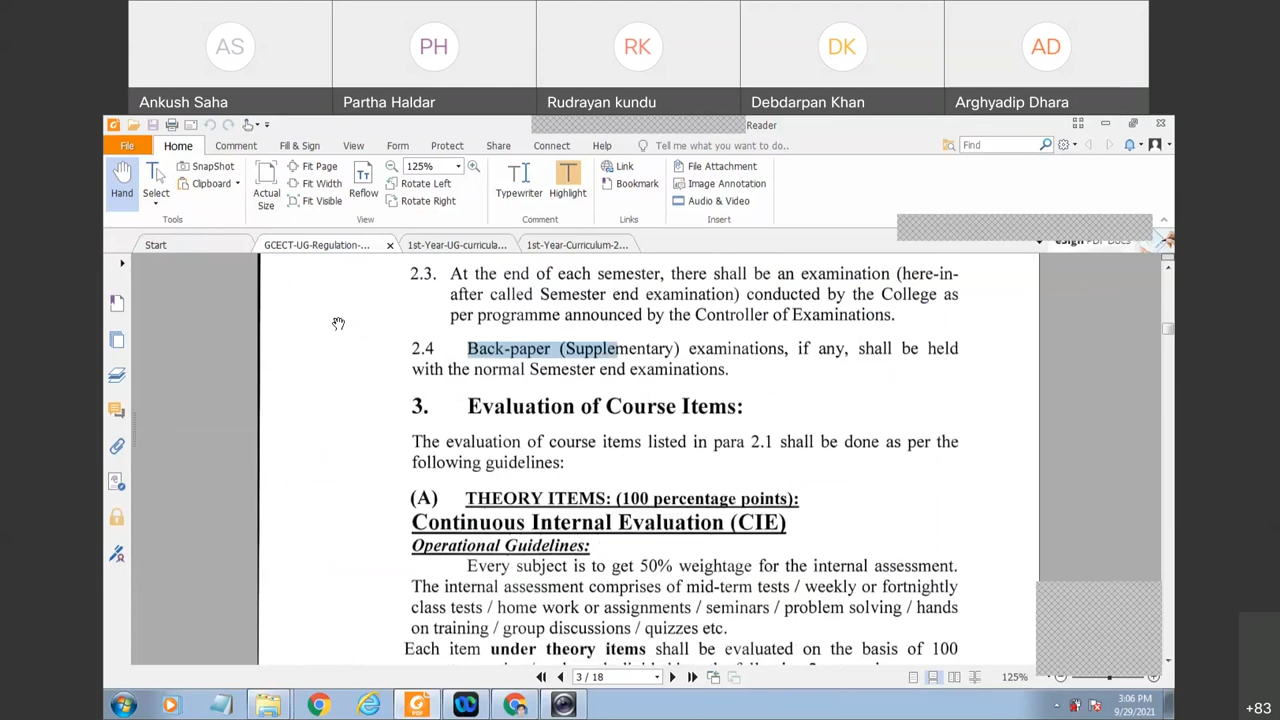 AS PH RK DK AD
Ankush Saha Partha Haldar Rudrayan kundu Debdarpan Khan Arghyadip Dhara
Reader
File Home Comment Fill & Sign View Form Protect Share Connect Help Tell me what you want to do.. Find
Hand Select SnapShot Clipboard Actual Size Fit Page Fit Width Fit Visible Reflow 125% Rotate Left Rotate Right Typewriter Highlight Link Bookmark File Attachment Image Annotation Audio & Video
Tools View Comment Links Insert
Start GCECT-UG-Regulation-... 1st-Year-UG-curricula... 1st-Year-Curriculum-2... eSign PDF Docs
2.3. At the end of each semester, there shall be an examination (here-in-
after called Semester end examination) conducted by the College as
per programme announced by the Controller of Examinations.
2.4 Back-paper (Supplementary) examinations, if any, shall be held
with the normal Semester end examinations.
3. Evaluation of Course Items:
The evaluation of course items listed in para 2.1 shall be done as per the
following guidelines:
(A) THEORY ITEMS: (100 percentage points):
Continuous Internal Evaluation (CIE)
Operational Guidelines:
Every subject is to get 50% weightage for the internal assessment.
The internal assessment comprises of mid-term tests / weekly or fortnightly
class tests / home work or assignments / seminars / problem solving / hands
on training / group discussions / quizzes etc.
Each item under theory items shall be evaluated on the basis of 100
3 / 18 125%
3:06 PM
9/29/2021
+83